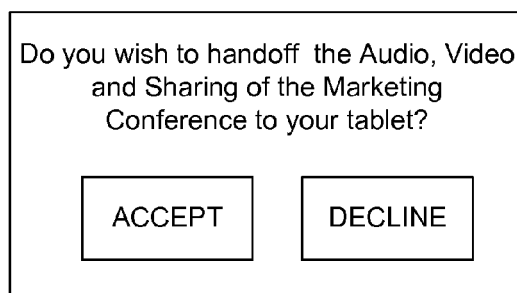 Do you wish to handoff the Audio, Video
and Sharing of the Marketing
Conference to your tablet?
ACCEPT DECLINE